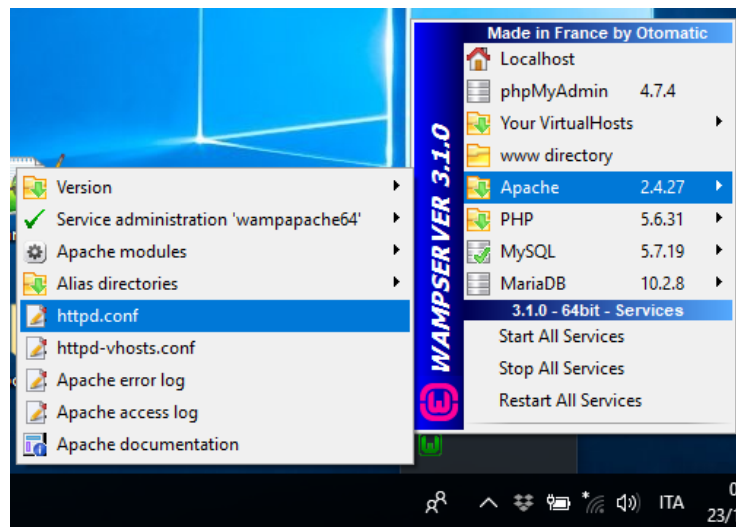 Made in France by Otomatic
Localhost
phpMyAdmin 4.7.4
Your VirtualHosts
www directory
Apache 2.4.27
PHP 5.6.31
MySQL 5.7.19
MariaDB 10.2.8
3.1.0 - 64bit - Services
Start All Services
Stop All Services
Restart All Services
WAMPSERVER 3.1.0
Version
Service administration 'wampapache64'
Apache modules
Alias directories
httpd.conf
httpd-vhosts.conf
Apache error log
Apache access log
Apache documentation
ITA
0
23/